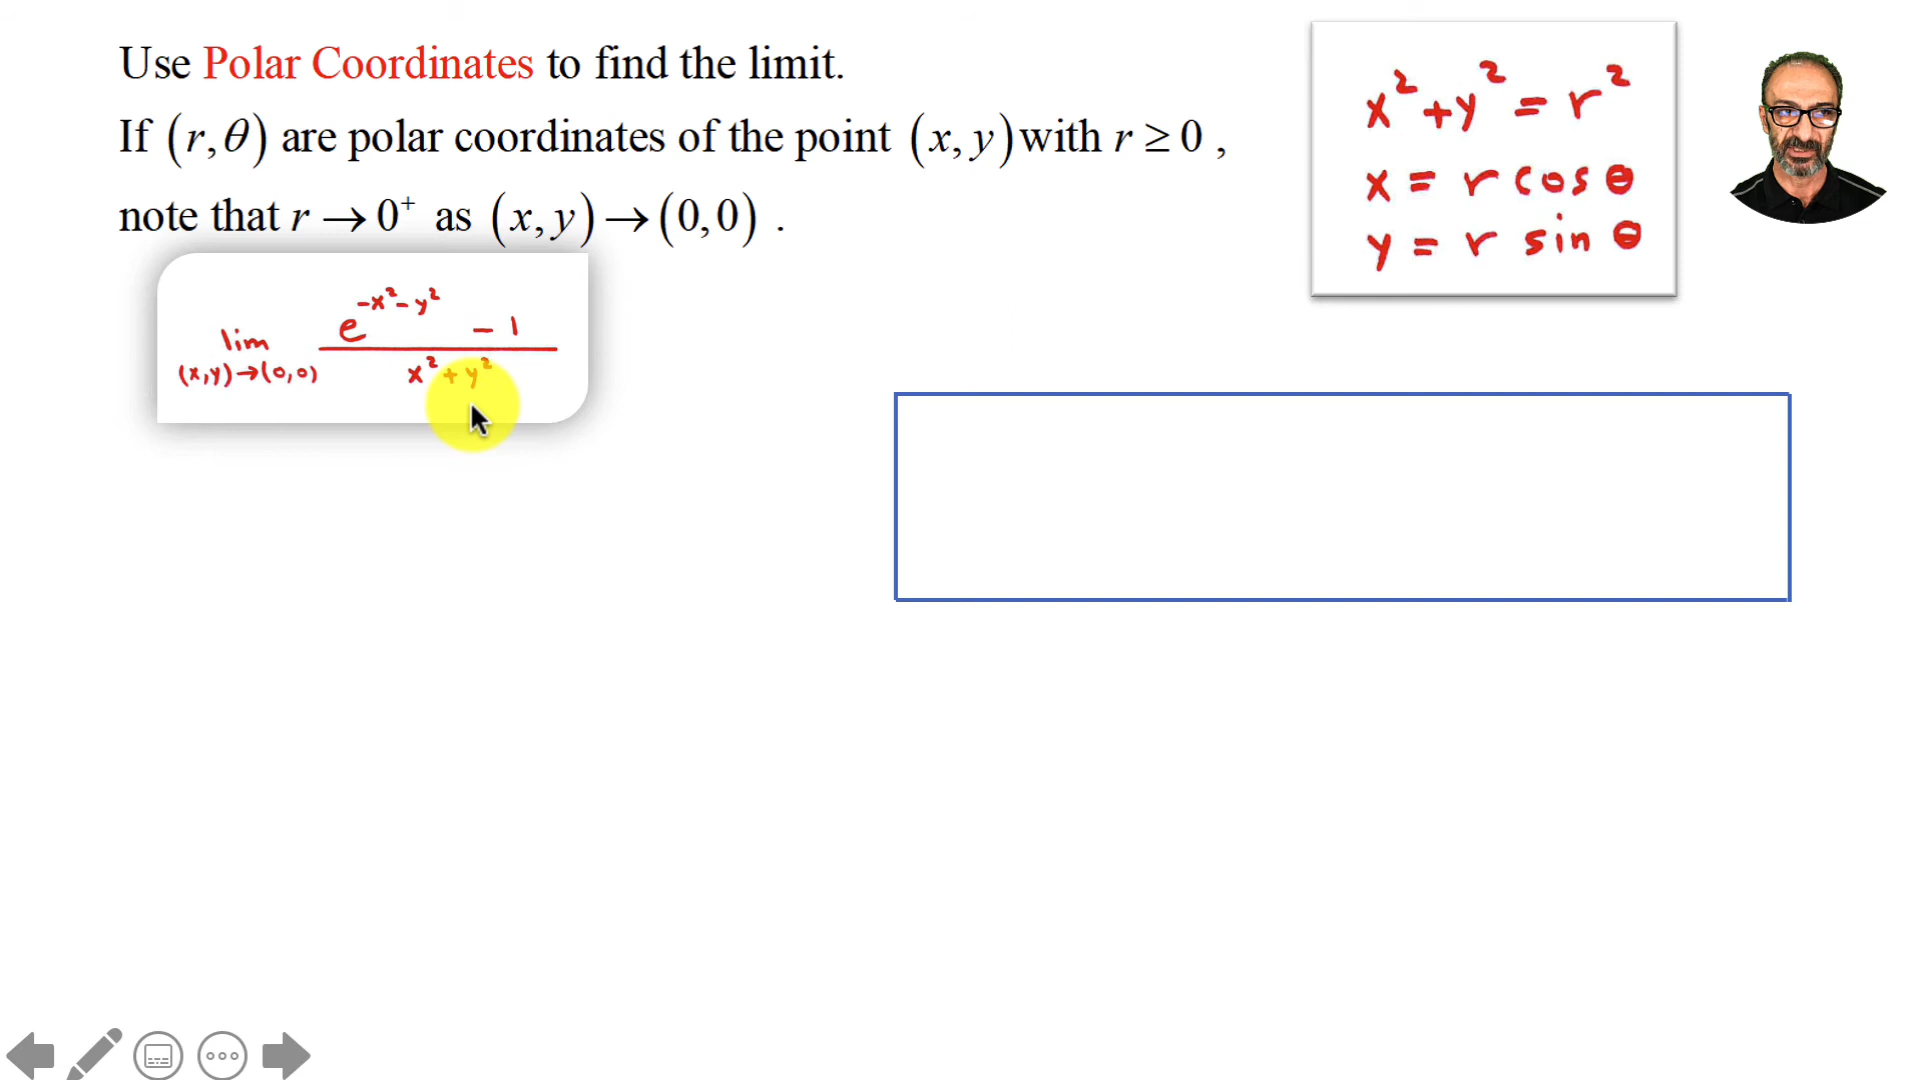 Use Polar Coordinates to find the limit.
If (r, θ) are polar coordinates of the point (x, y) with r ≥ 0 ,
note that r → 0⁺ as (x, y) → (0, 0) .
lim (x,y)→(0,0) e^(-x²-y²) - 1 / x² + y²
x² + y² = r²
x = r cos θ
y = r sin θ